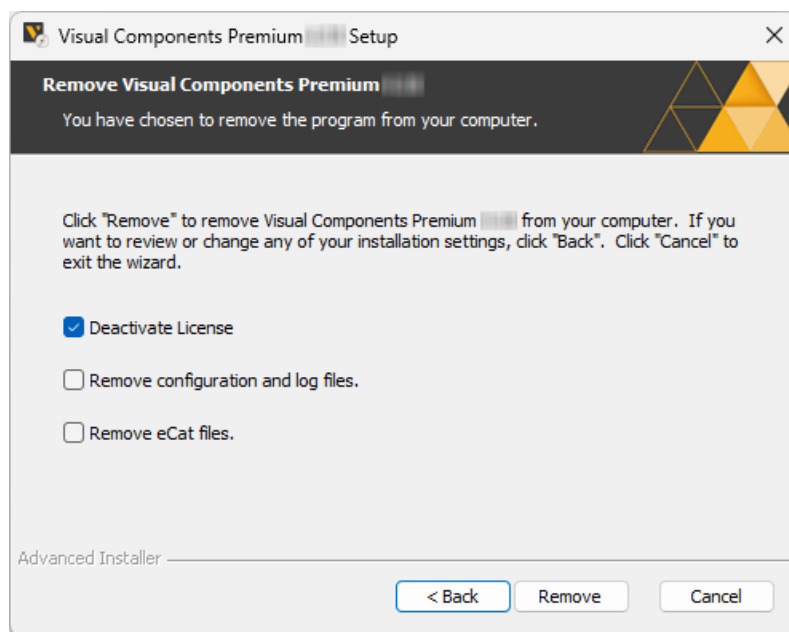 Visual Components Premium Setup
Remove Visual Components Premium
You have chosen to remove the program from your computer.
Click "Remove" to remove Visual Components Premium from your computer. If you
want to review or change any of your installation settings, click "Back". Click "Cancel" to
exit the wizard.
Deactivate License
Remove configuration and log files.
Remove eCat files.
Advanced Installer
< Back Remove Cancel